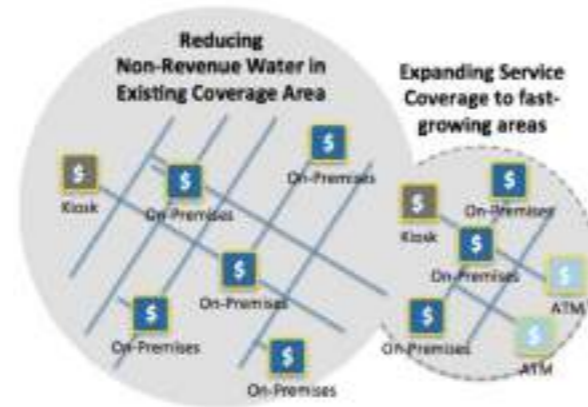 Reducing
Non-Revenue Water in
Existing Coverage Area
Expanding Service
Coverage to fast-
growing areas
$
On-Premises
$
Kiosk
$
On-Premises
$
On-Premises
$
On-Premises
$
On-Premises
$
On-Premises
$
Kiosk
$
On-Premises
$
ATM
$
On-Premises
$
ATM